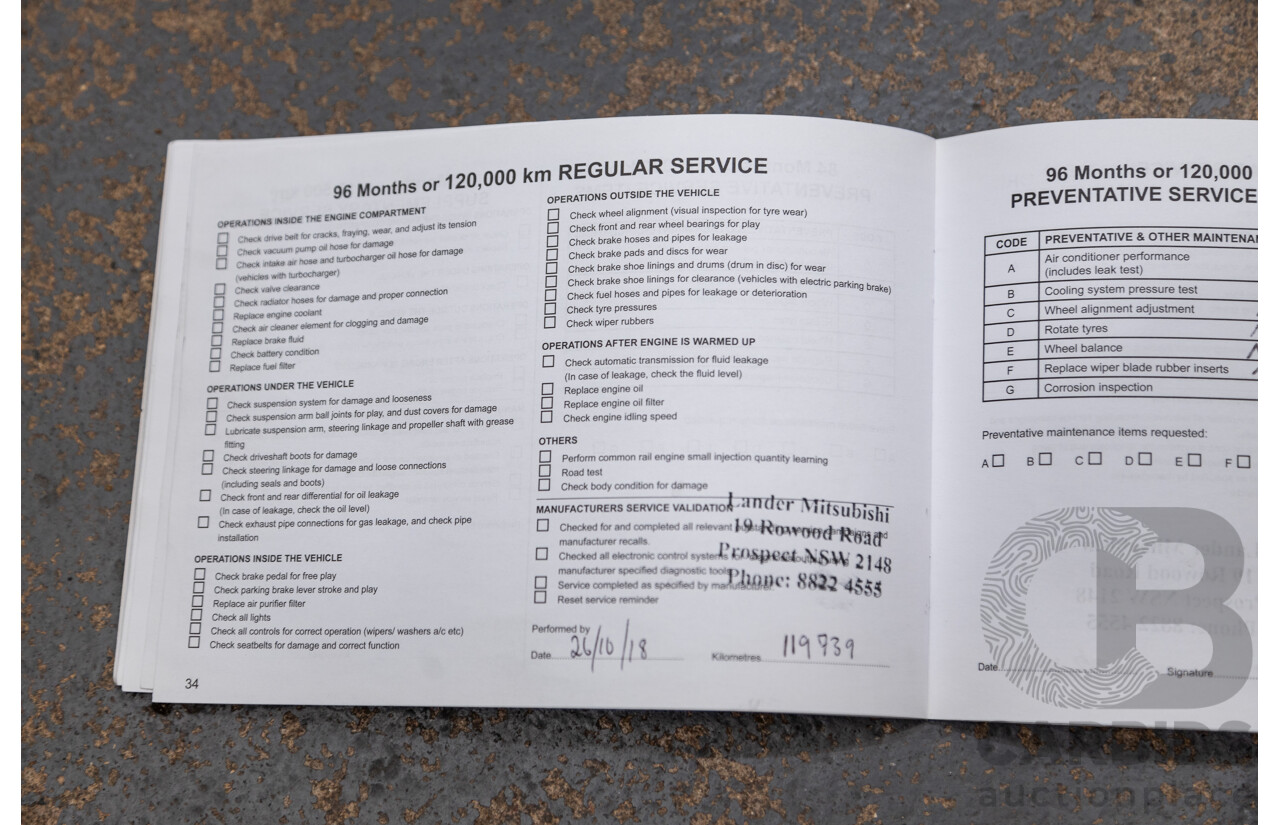 96 Months or 120,000 km REGULAR SERVICE
OPERATIONS INSIDE THE ENGINE COMPARTMENT
Check drive belt for cracks, fraying, wear, and adjust its tension
Check vacuum pump oil hose for damage
Check intake air hose and turbocharger oil hose for damage
(vehicles with turbocharger)
Check valve clearance
Check radiator hoses for damage and proper connection
Replace engine coolant
Check air cleaner element for clogging and damage
Replace brake fluid
Check battery condition
Replace fuel filter
OPERATIONS UNDER THE VEHICLE
Check suspension system for damage and looseness
Check suspension arm ball joints for play, and dust covers for damage
Lubricate suspension arm, steering linkage and propeller shaft with grease
fitting
Check driveshaft boots for damage
Check steering linkage for damage and loose connections
(including seals and boots)
Check front and rear differential for oil leakage
(In case of leakage, check the oil level)
Check exhaust pipe connections for gas leakage, and check pipe
installation
OPERATIONS INSIDE THE VEHICLE
Check brake pedal for free play
Check parking brake lever stroke and play
Replace air purifier filter
Check all lights
Check all controls for correct operation (wipers/ washers a/c etc)
Check seatbelts for damage and correct function
34
OPERATIONS OUTSIDE THE VEHICLE
Check wheel alignment (visual inspection for tyre wear)
Check front and rear wheel bearings for play
Check brake hoses and pipes for leakage
Check brake pads and discs for wear
Check brake shoe linings and drums (drum in disc) for wear
Check brake shoe linings for clearance (vehicles with electric parking brake)
Check fuel hoses and pipes for leakage or deterioration
Check tyre pressures
Check wiper rubbers
OPERATIONS AFTER ENGINE IS WARMED UP
Check automatic transmission for fluid leakage
(In case of leakage, check the fluid level)
Replace engine oil
Replace engine oil filter
Check engine idling speed
OTHERS
Perform common rail engine small injection quantity learning
Road test
Check body condition for damage
MANUFACTURERS SERVICE VALIDATION
Checked for and completed all relevant
manufacturer recalls.
Checked all electronic control systems
manufacturer specified diagnostic tools
Service completed as specified by manufacturer.
Reset service reminder
Lander Mitsubishi
19 Rowood Road
Prospect NSW 2148
Phone: 8822 4555
Performed by
Date 26/10/18 Kilometres 119739
96 Months or 120,000
PREVENTATIVE SERVICE
CODE PREVENTATIVE & OTHER MAINTENA
A Air conditioner performance
(includes leak test)
B Cooling system pressure test
C Wheel alignment adjustment
D Rotate tyres
E Wheel balance
F Replace wiper blade rubber inserts
G Corrosion inspection
Preventative maintenance items requested:
A B C D E F
Date Signature
CB
CARBIDS
auctionplace